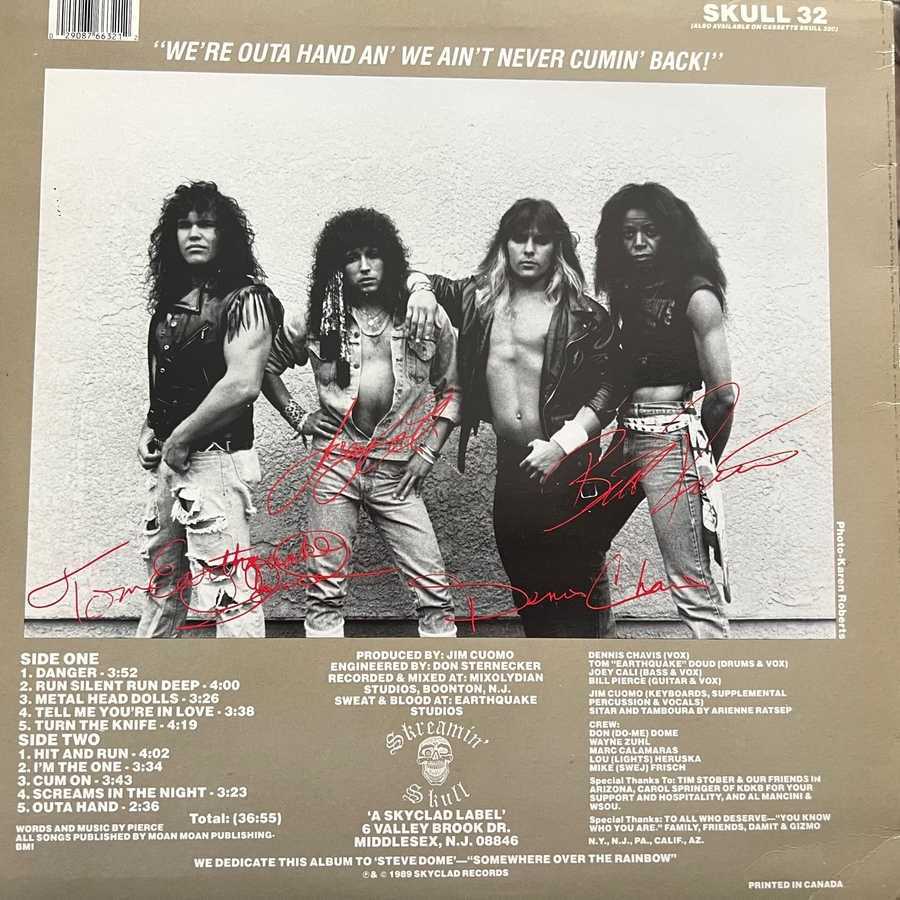 0 29087 66321 2
SKULL 32
(ALSO AVAILABLE ON CASSETTE SKULL 32C)
"WE'RE OUTA HAND AN' WE AIN'T NEVER CUMIN' BACK!"
Tom Earthquake
Dennis Chavis
Photo-Karen Roberts
SIDE ONE
1. DANGER - 3:52
2. RUN SILENT RUN DEEP - 4:00
3. METAL HEAD DOLLS - 3:26
4. TELL ME YOU'RE IN LOVE - 3:38
5. TURN THE KNIFE - 4:19
SIDE TWO
1. HIT AND RUN - 4:02
2. I'M THE ONE - 3:34
3. CUM ON - 3:43
4. SCREAMS IN THE NIGHT - 3:23
5. OUTA HAND - 2:36
Total: (36:55)
WORDS AND MUSIC BY PIERCE
ALL SONGS PUBLISHED BY MOAN MOAN PUBLISHING-
BMI
PRODUCED BY: JIM CUOMO
ENGINEERED BY: DON STERNECKER
RECORDED & MIXED AT: MIXOLYDIAN
STUDIOS, BOONTON, N.J.
SWEAT & BLOOD AT: EARTHQUAKE
STUDIOS
Skreamin'
Skull
'A SKYCLAD LABEL'
6 VALLEY BROOK DR.
MIDDLESEX, N.J. 08846
DENNIS CHAVIS (VOX)
TOM "EARTHQUAKE" DOUD (DRUMS & VOX)
JOEY CALI (BASS & VOX)
BILL PIERCE (GUITAR & VOX)
JIM CUOMO (KEYBOARDS, SUPPLEMENTAL
PERCUSSION & VOCALS)
SITAR AND TAMBOURA BY ARIENNE RATSEP
CREW:
DON (DO-ME) DOME
WAYNE ZUHL
MARC CALAMARAS
LOU (LIGHTS) HERUSKA
MIKE (SWEJ) FRISCH
Special Thanks To: TIM STOBER & OUR FRIENDS IN
ARIZONA, CAROL SPRINGER OF KDKB FOR YOUR
SUPPORT AND HOSPITALITY, AND AL MANCINI &
WSOU.
Special Thanks: TO ALL WHO DESERVE—"YOU KNOW
WHO YOU ARE." FAMILY, FRIENDS, DAMIT & GIZMO
N.Y., N.J., PA., CALIF., AZ.
WE DEDICATE THIS ALBUM TO 'STEVE DOME'—"SOMEWHERE OVER THE RAINBOW"
℗ & © 1989 SKYCLAD RECORDS
PRINTED IN CANADA